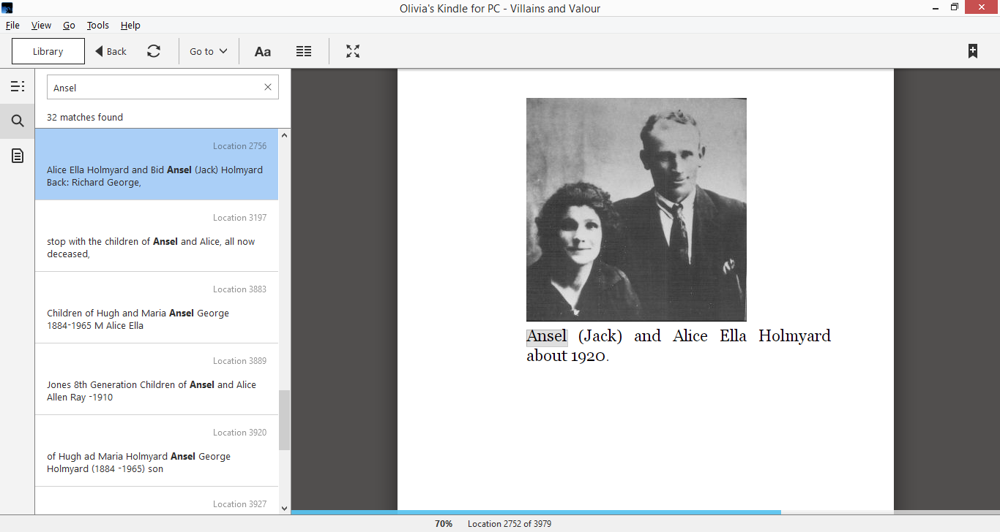 Olivia's Kindle for PC - Villains and Valour
File View Go Tools Help
Library Back Go to Aa
Ansel
32 matches found
Location 2756
Alice Ella Holmyard and Bid Ansel (Jack) Holmyard
Back: Richard George,
Location 3197
stop with the children of Ansel and Alice, all now
deceased,
Location 3883
Children of Hugh and Maria Ansel George
1884-1965 M Alice Ella
Location 3889
Jones 8th Generation Children of Ansel and Alice
Allen Ray -1910
Location 3920
of Hugh ad Maria Holmyard Ansel George
Holmyard (1884 -1965) son
Location 3927
Ansel (Jack) and Alice Ella Holmyard
about 1920.
70% Location 2752 of 3979